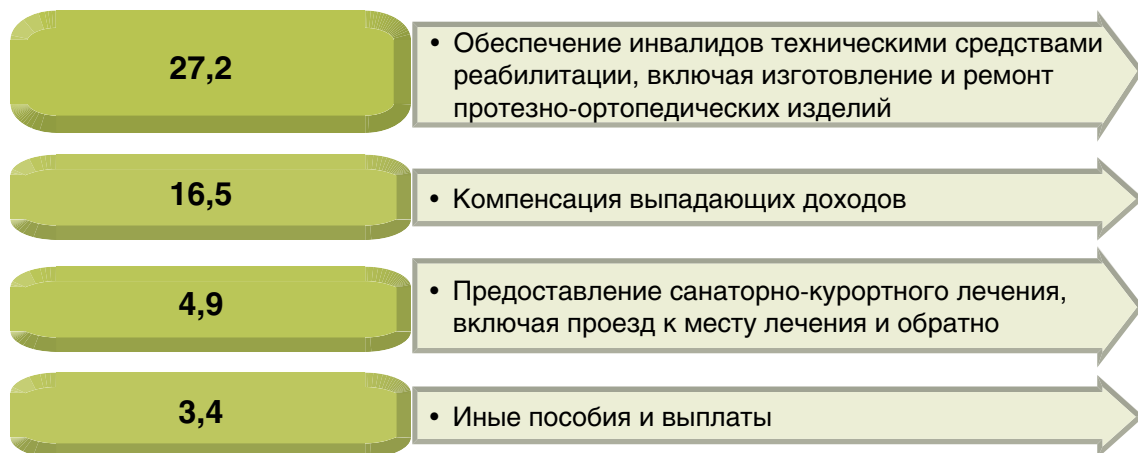 27,2
• Обеспечение инвалидов техническими средствами
реабилитации, включая изготовление и ремонт
протезно-ортопедических изделий
16,5
• Компенсация выпадающих доходов
4,9
• Предоставление санаторно-курортного лечения,
включая проезд к месту лечения и обратно
3,4
• Иные пособия и выплаты